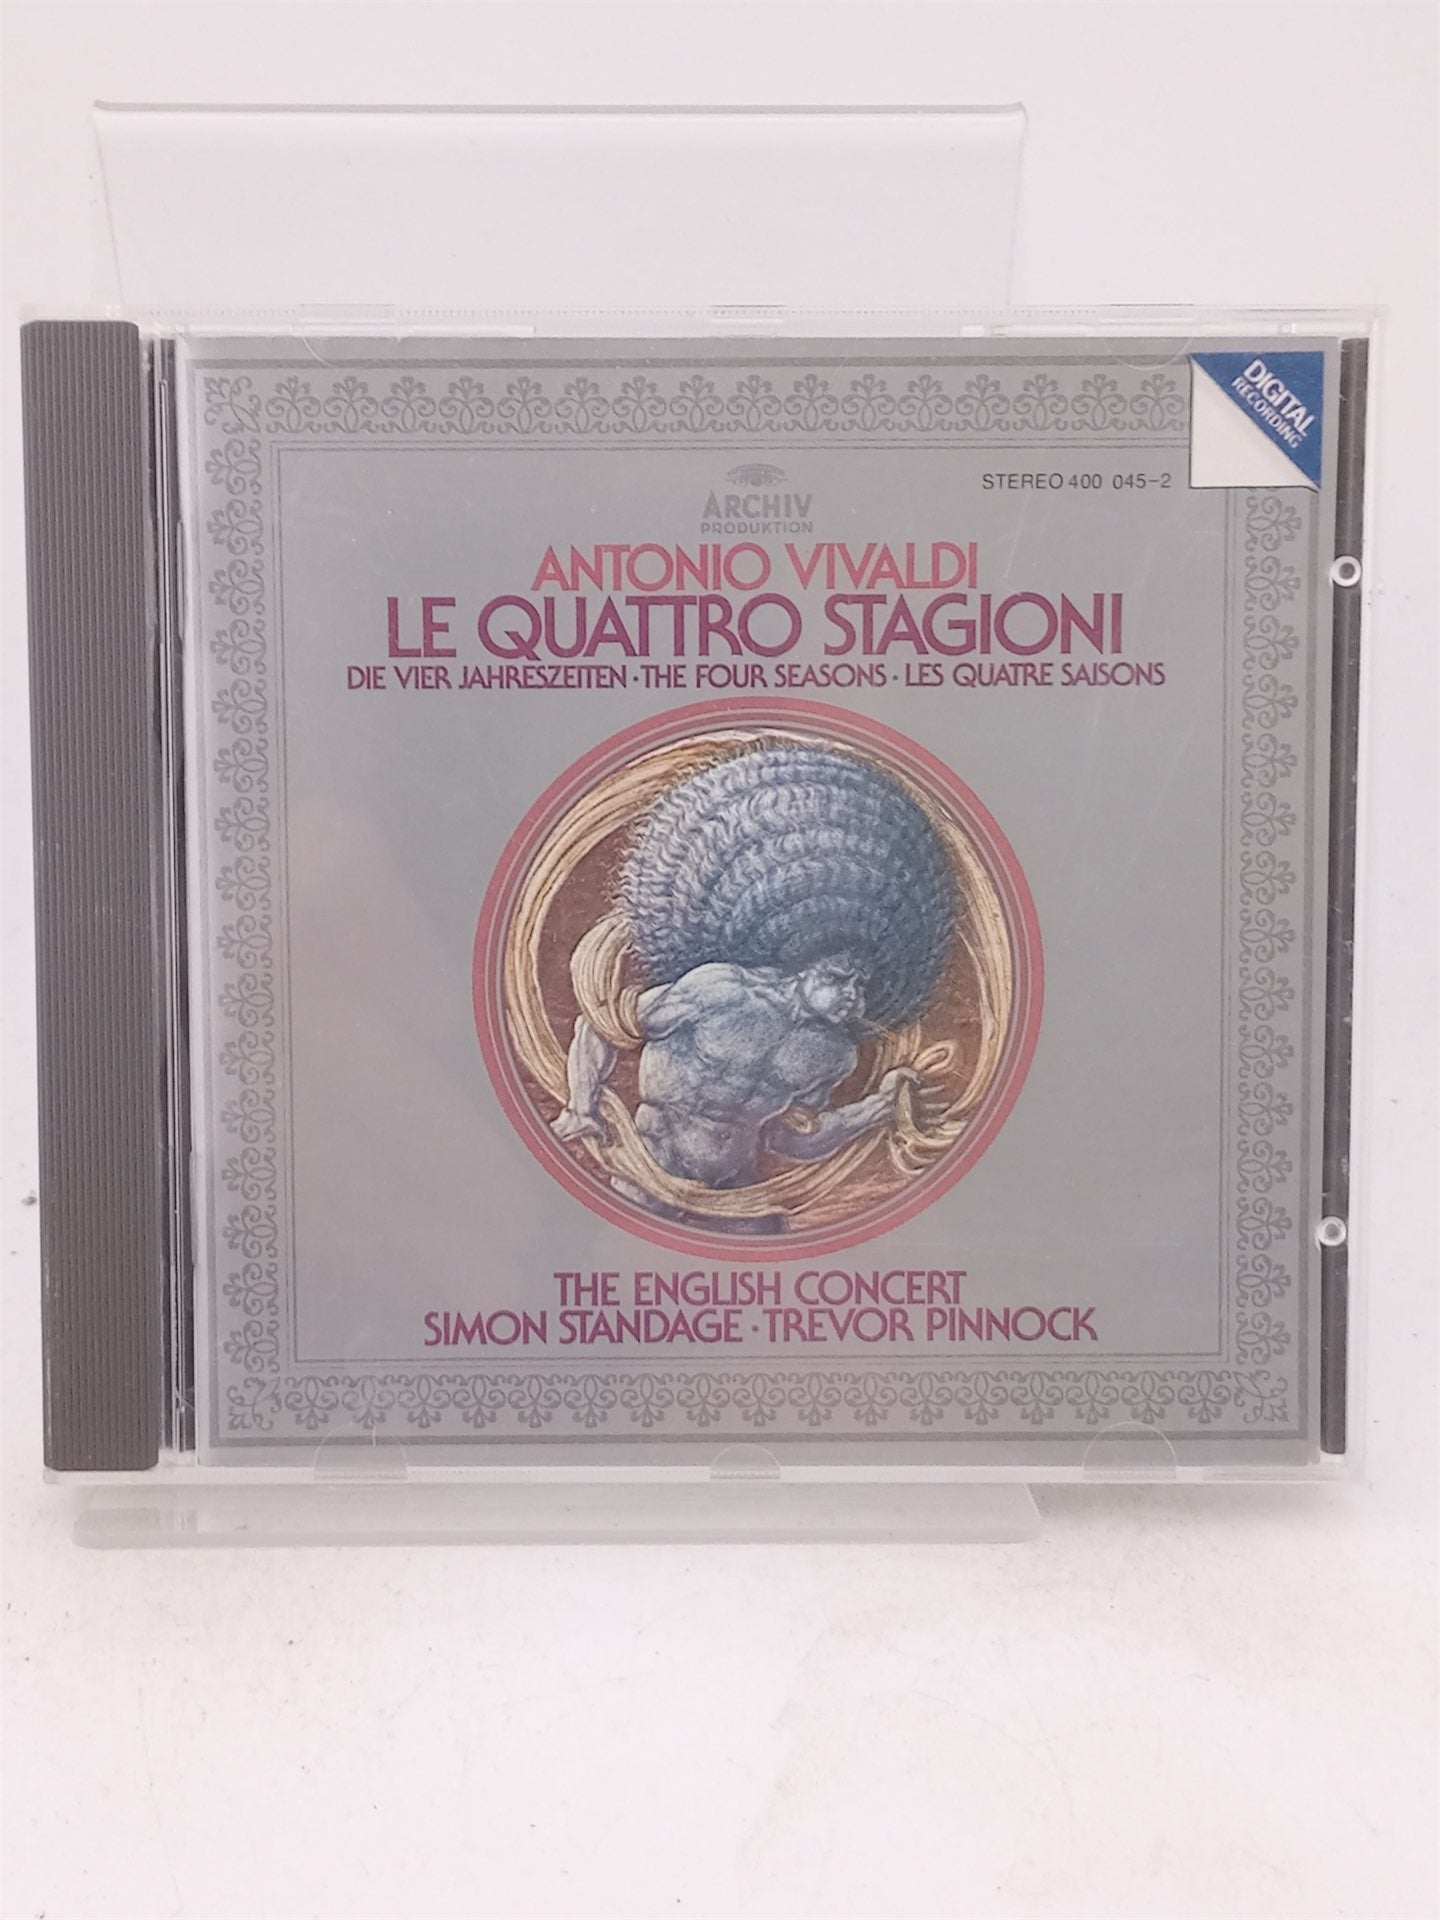 DIGITAL
RECORDING
STEREO 400 045-2
ARCHIV
PRODUKTION
ANTONIO VIVALDI
LE QUATTRO STAGIONI
DIE VIER JAHRESZEITEN · THE FOUR SEASONS · LES QUATRE SAISONS
THE ENGLISH CONCERT
SIMON STANDAGE · TREVOR PINNOCK